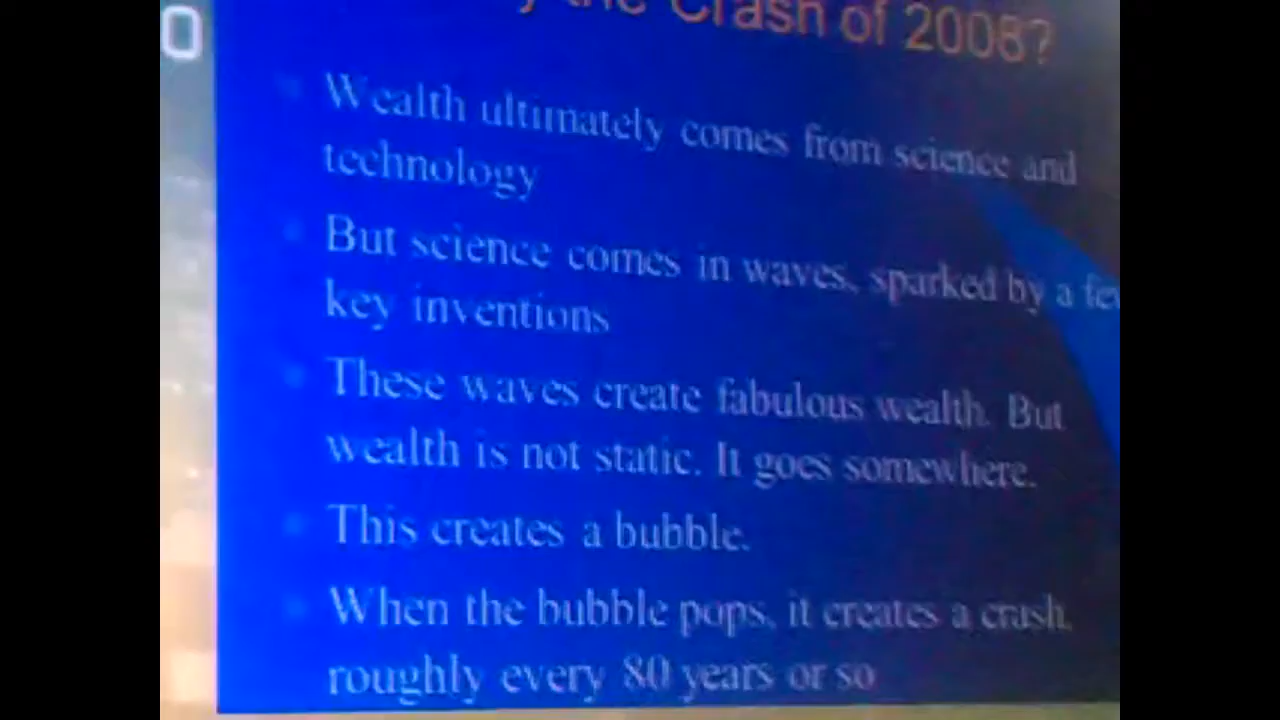 O
the Crash of 2008?
Wealth ultimately comes from science and
technology
But science comes in waves, sparked by a few
key inventions
These waves create fabulous wealth. But
wealth is not static. It goes somewhere.
This creates a bubble.
When the bubble pops, it creates a crash,
roughly every 80 years or so